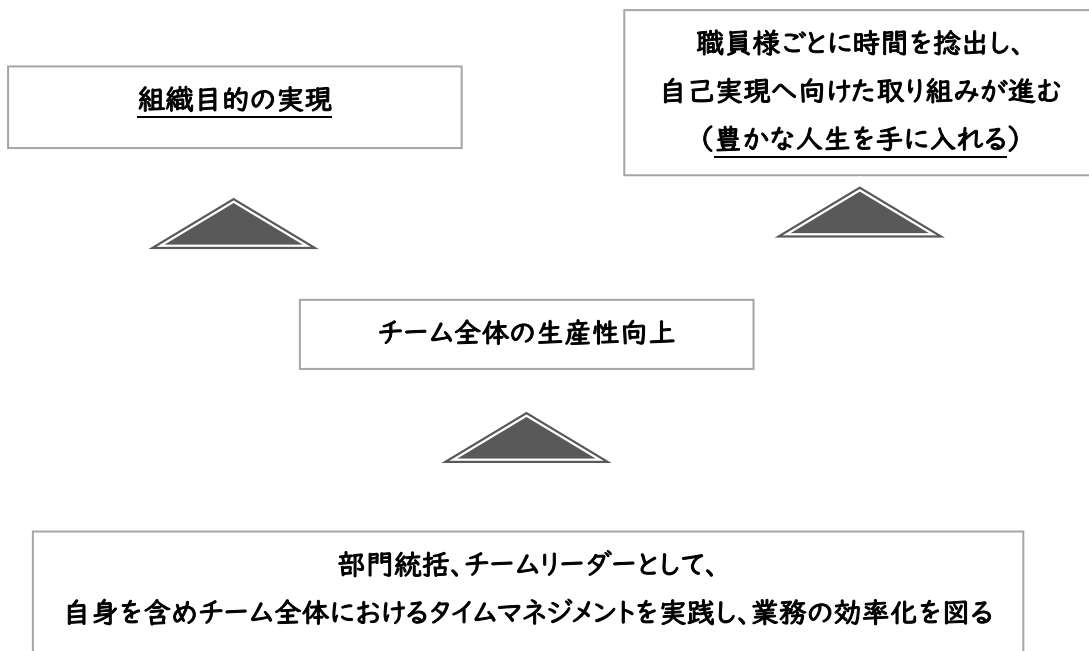 組織目的の実現
職員様ごとに時間を捻出し、
自己実現へ向けた取り組みが進む
（豊かな人生を手に入れる）
チーム全体の生産性向上
部門統括、チームリーダーとして、
自身を含めチーム全体におけるタイムマネジメントを実践し、業務の効率化を図る